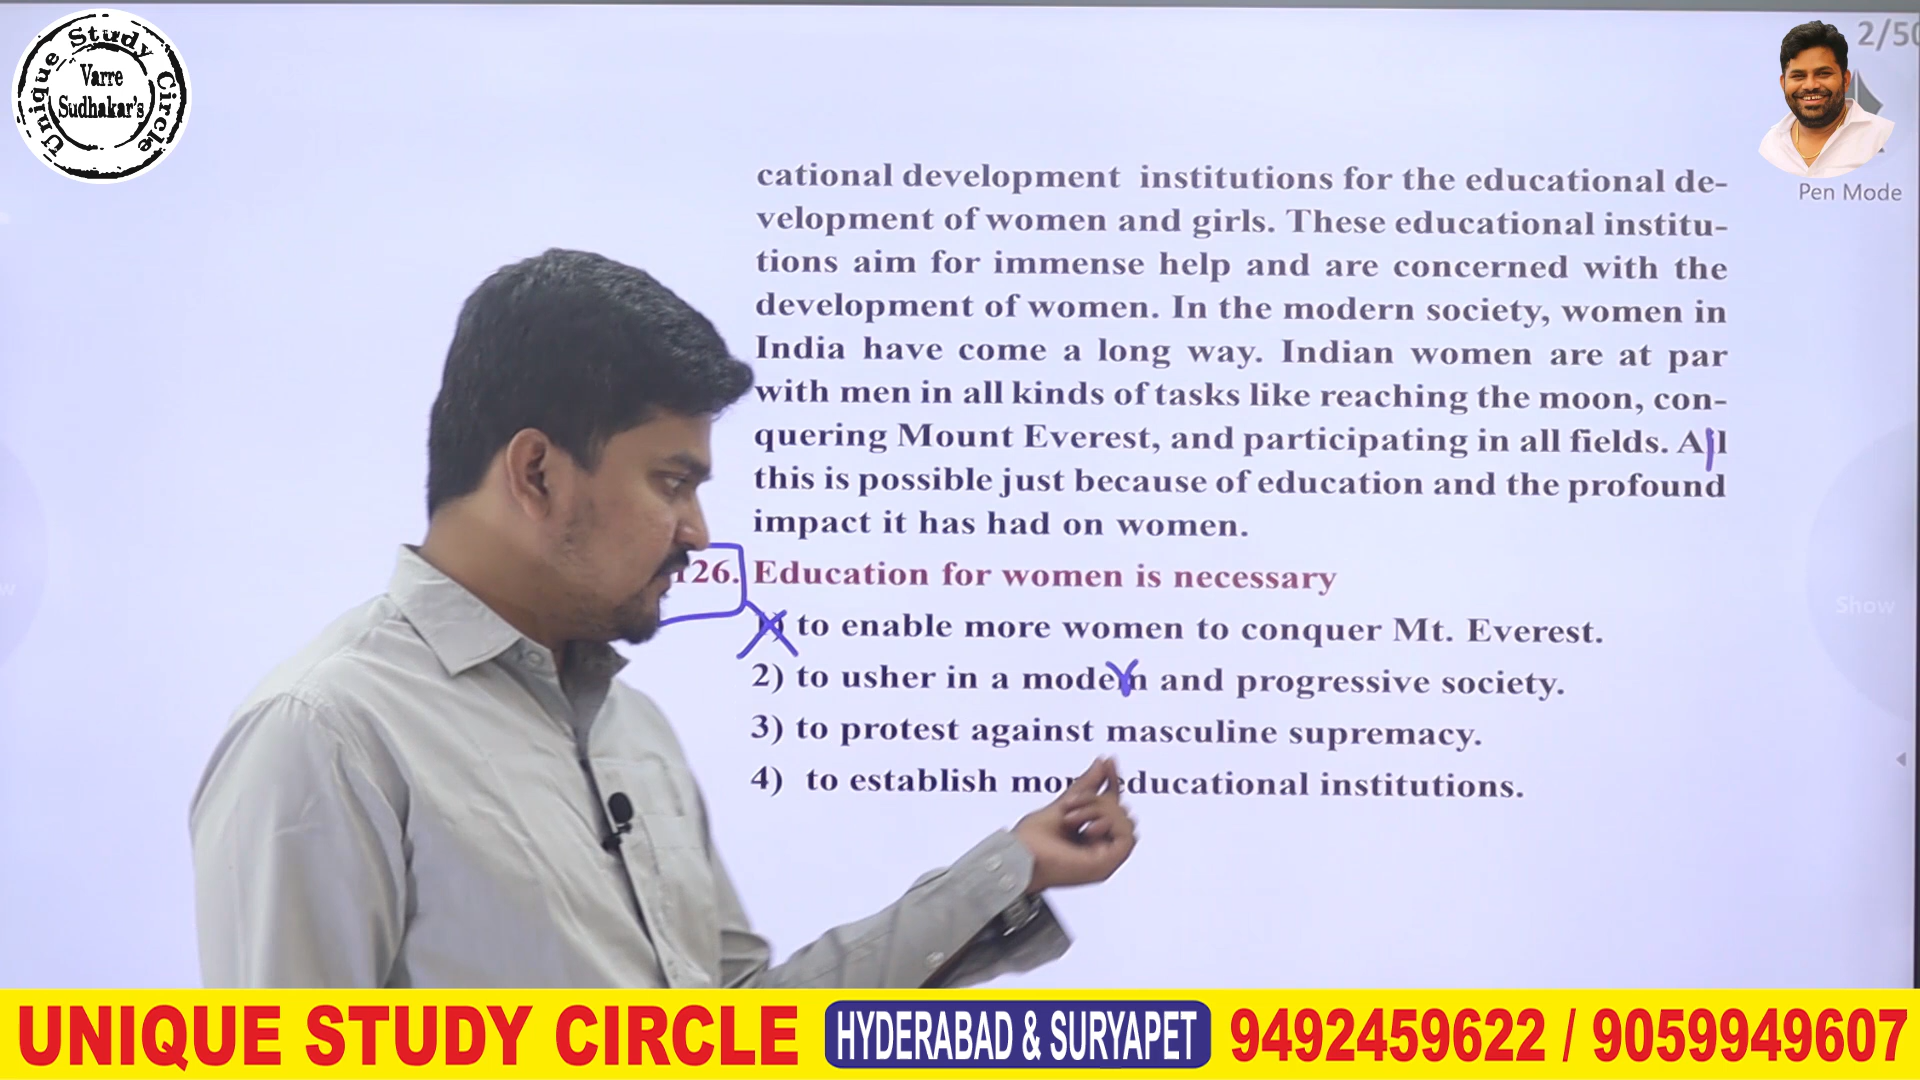 Unique Study Circle
Varre
Sudhakar's
2/50
Pen Mode
cational development institutions for the educational de-
velopment of women and girls. These educational institu-
tions aim for immense help and are concerned with the
development of women. In the modern society, women in
India have come a long way. Indian women are at par
with men in all kinds of tasks like reaching the moon, con-
quering Mount Everest, and participating in all fields. All
this is possible just because of education and the profound
impact it has had on women.
126. Education for women is necessary
1) to enable more women to conquer Mt. Everest.
Show
2) to usher in a modern and progressive society.
3) to protest against masculine supremacy.
4) to establish more educational institutions.
UNIQUE STUDY CIRCLE HYDERABAD & SURYAPET 9492459622 / 9059949607